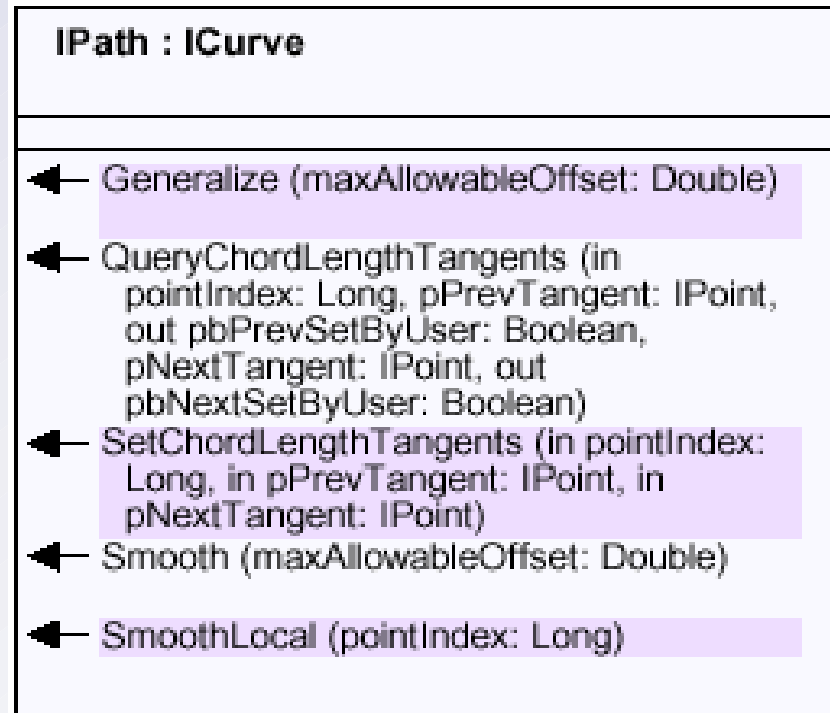 IPath : ICurve
Generalize (maxAllowableOffset: Double)
QueryChordLengthTangents (in
pointIndex: Long, pPrevTangent: IPoint,
out pbPrevSetByUser: Boolean,
pNextTangent: IPoint, out
pbNextSetByUser: Boolean)
SetChordLengthTangents (in pointIndex:
Long, in pPrevTangent: IPoint, in
pNextTangent: IPoint)
Smooth (maxAllowableOffset: Double)
SmoothLocal (pointIndex: Long)